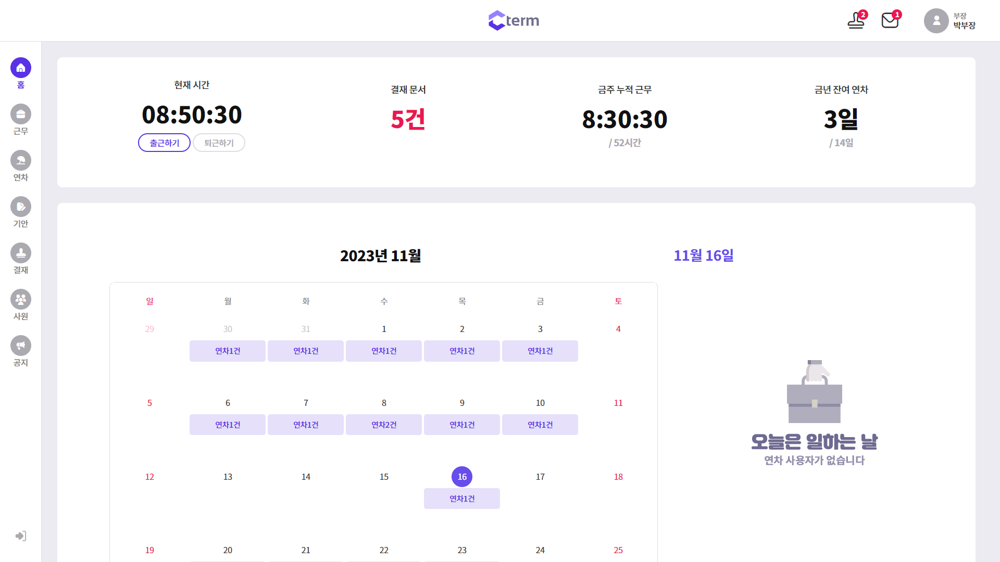 term
2
1
부장
박부장
홈
근무
연차
기안
결재
사원
공지
현재 시간
08:50:30
출근하기 퇴근하기
결재 문서
5건
금주 누적 근무
8:30:30
/ 52시간
금년 잔여 연차
3일
/ 14일
2023년 11월
일 월 화 수 목 금 토
29 30 31 1 2 3 4
연차1건 연차1건 연차1건 연차1건 연차1건
5 6 7 8 9 10 11
연차1건 연차1건 연차2건 연차1건 연차1건
12 13 14 15 16 17 18
연차1건
19 20 21 22 23 24 25
11월 16일
오늘은 일하는 날
연차 사용자가 없습니다